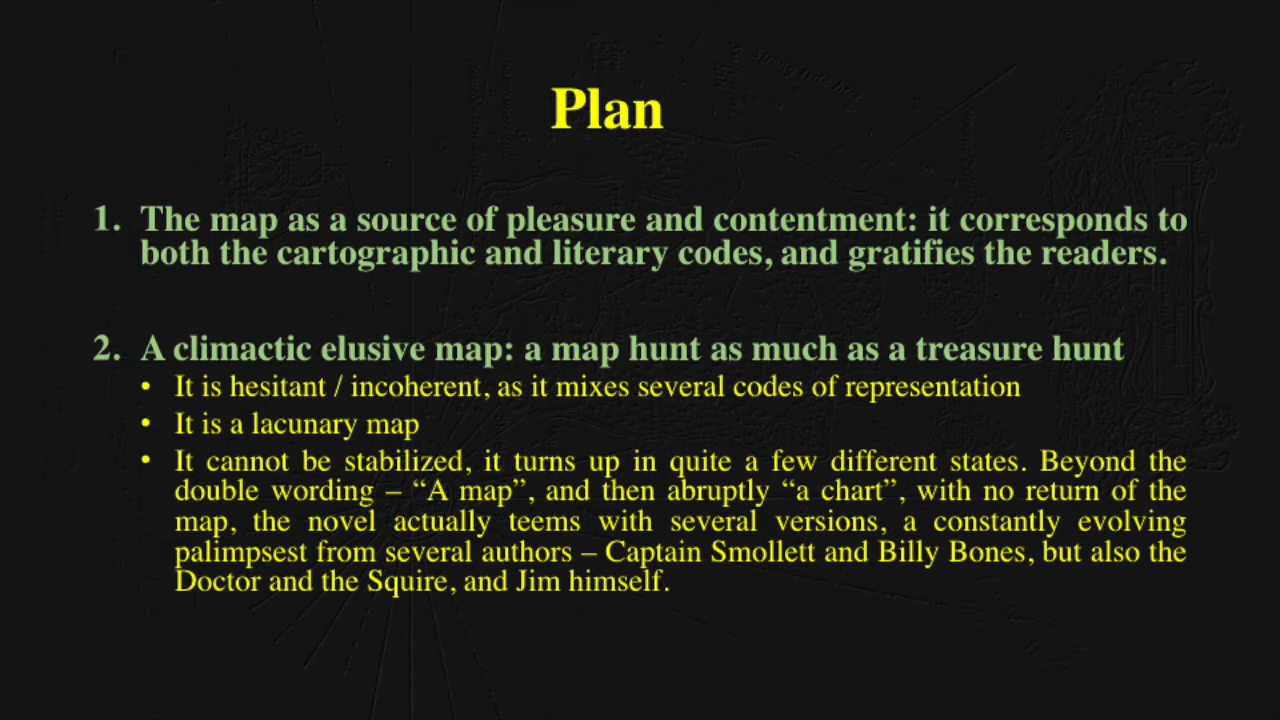 Plan
1. The map as a source of pleasure and contentment: it corresponds to
both the cartographic and literary codes, and gratifies the readers.
2. A climactic elusive map: a map hunt as much as a treasure hunt
• It is hesitant / incoherent, as it mixes several codes of representation
• It is a lacunary map
• It cannot be stabilized, it turns up in quite a few different states. Beyond the
double wording – “A map”, and then abruptly “a chart”, with no return of the
map, the novel actually teems with several versions, a constantly evolving
palimpsest from several authors – Captain Smollett and Billy Bones, but also the
Doctor and the Squire, and Jim himself.